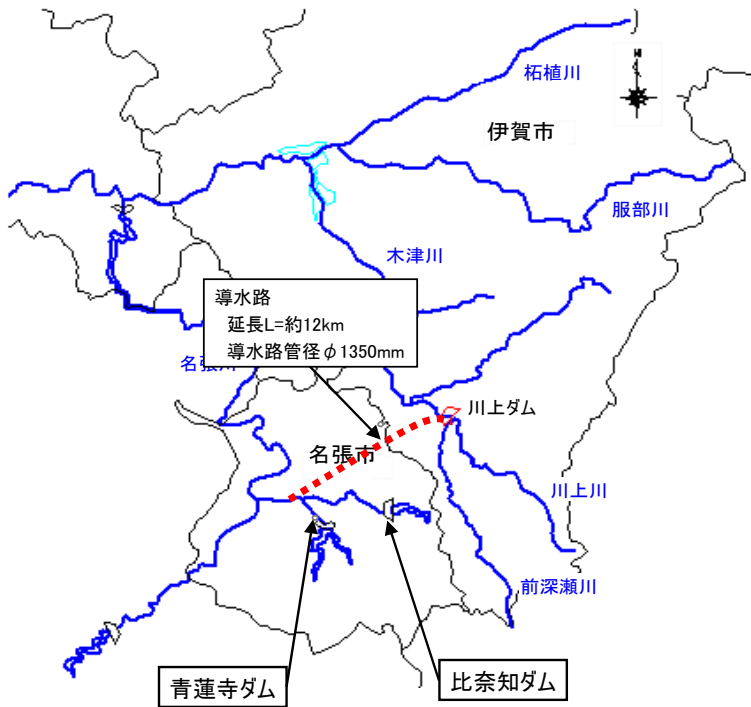 柘植川
N
伊賀市
服部川
木津川
導水路
延長L=約12km
導水路管径φ1350mm
名張川
川上ダム
名張市
川上川
前深瀬川
青蓮寺ダム
比奈知ダム